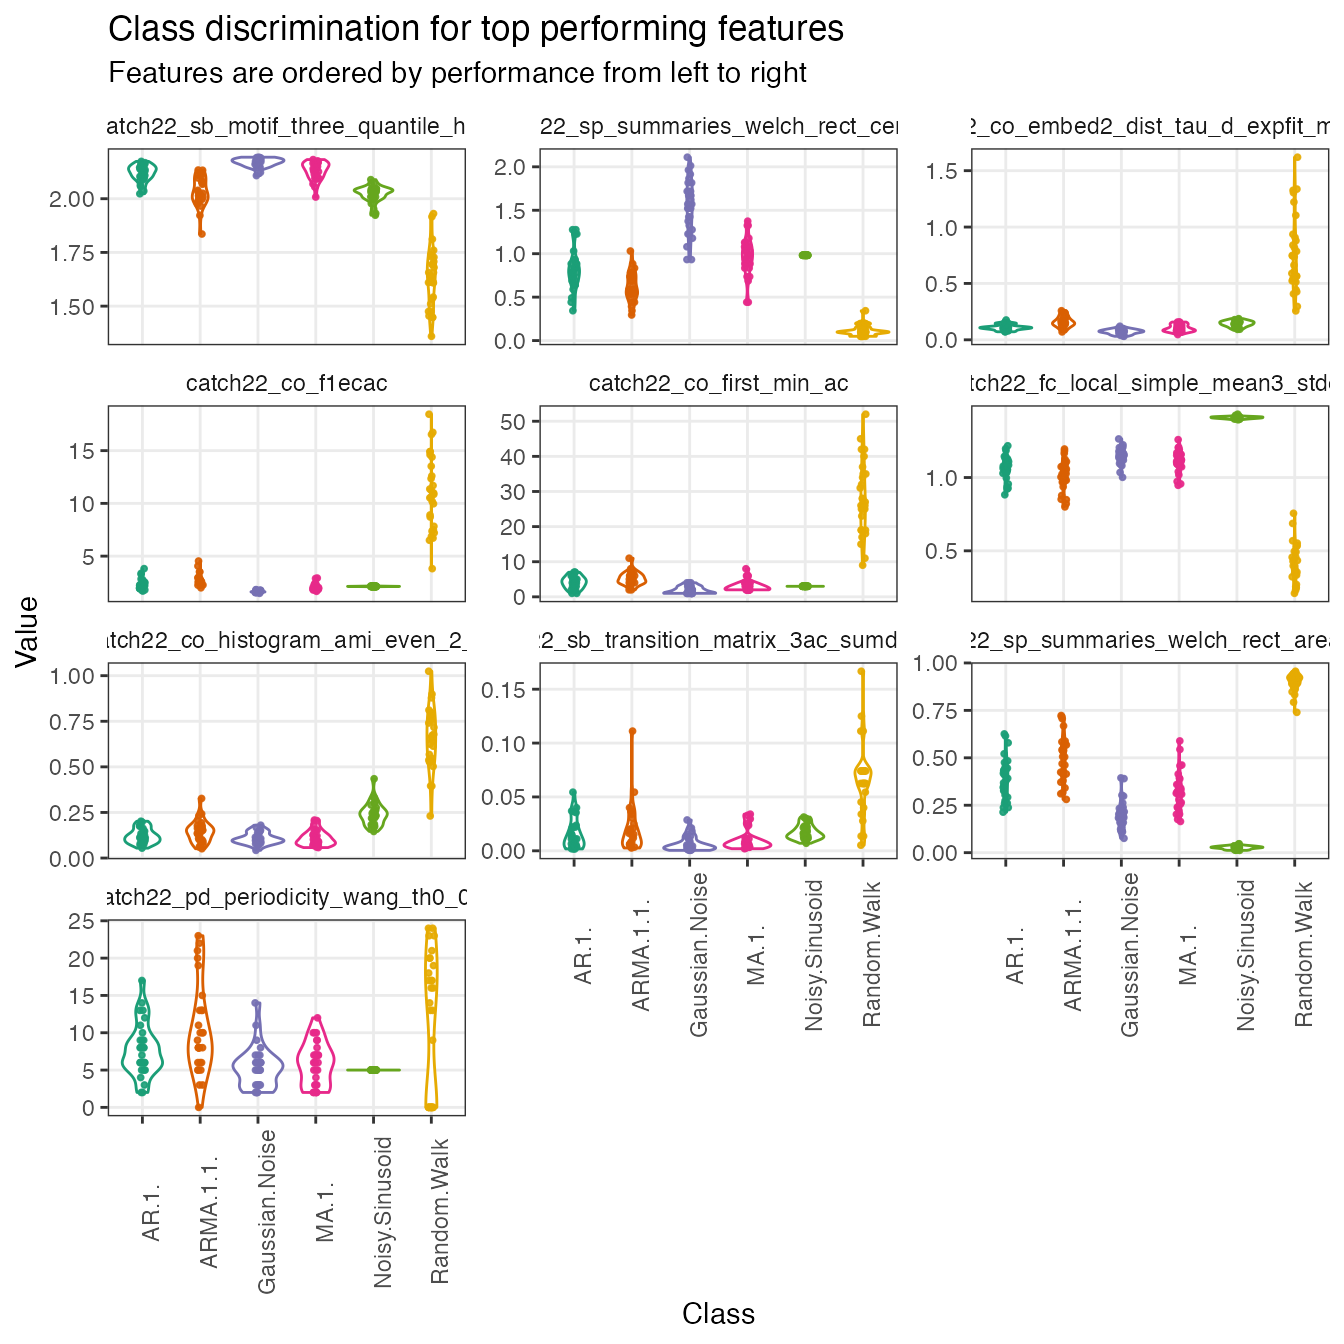 Class discrimination for top performing features
Features are ordered by performance from left to right
atch22_sb_motif_three_quantile_h
22_sp_summaries_welch_rect_cen
2_co_embed2_dist_tau_d_expfit_m
2.00
1.75
1.50
2.0
1.5
1.0
0.5
0.0
1.5
1.0
0.5
0.0
catch22_co_f1ecac
catch22_co_first_min_ac
tch22_fc_local_simple_mean3_stde
15
10
5
50
40
30
20
10
0
1.0
0.5
Value
atch22_co_histogram_ami_even_2_
22_sb_transition_matrix_3ac_sumd
22_sp_summaries_welch_rect_area
1.00
0.75
0.50
0.25
0.00
0.15
0.10
0.05
0.00
1.00
0.75
0.50
0.25
0.00
AR.1.
ARMA.1.1.
Gaussian.Noise
MA.1.
Noisy.Sinusoid
Random.Walk
AR.1.
ARMA.1.1.
Gaussian.Noise
MA.1.
Noisy.Sinusoid
Random.Walk
atch22_pd_periodicity_wang_th0_0
25
20
15
10
5
0
AR.1.
ARMA.1.1.
Gaussian.Noise
MA.1.
Noisy.Sinusoid
Random.Walk
Class